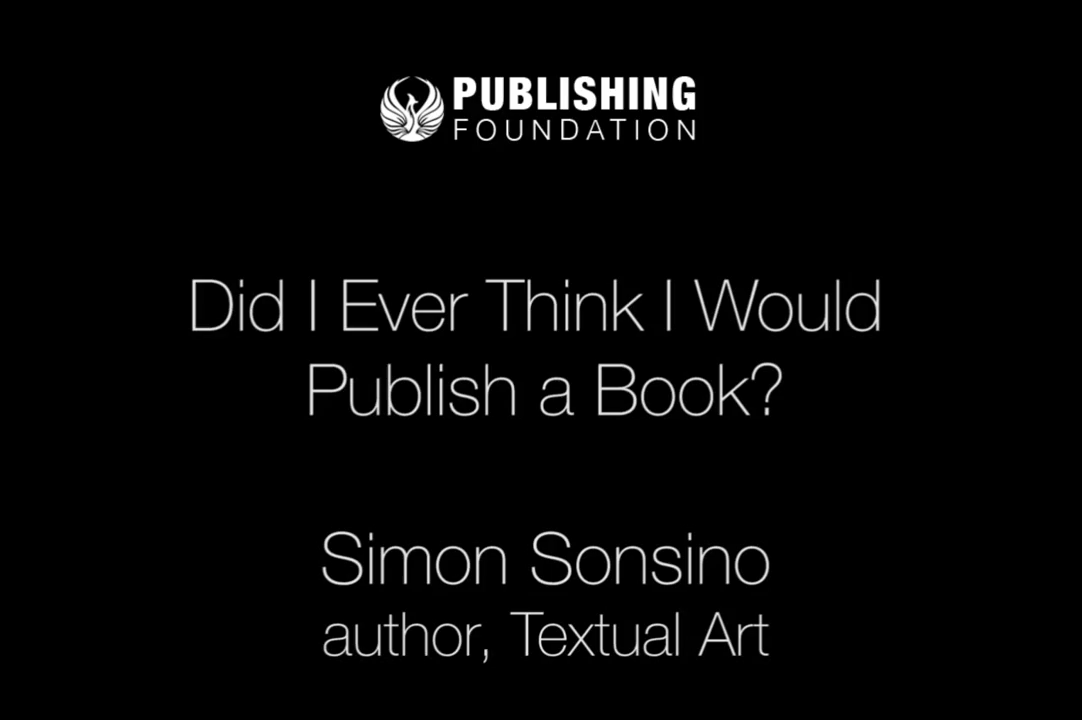 PUBLISHING
FOUNDATION
Did I Ever Think I Would
Publish a Book?
Simon Sonsino
author, Textual Art